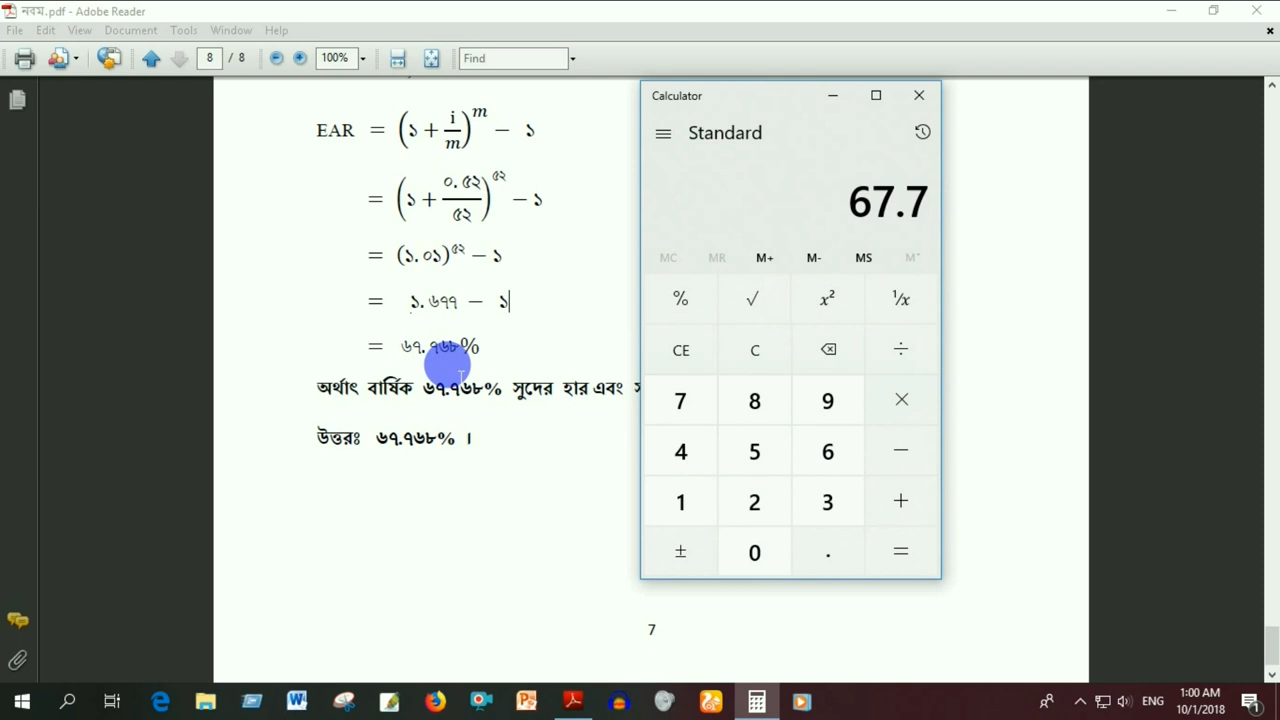 নবম.pdf - Adobe Reader
File Edit View Document Tools Window Help
8 / 8 100% Find
EAR = (১ + i/m)^m − ১
= (১ + ০.৫২/৫২)^৫২ − ১
= (১.০১)^৫২ − ১
= ১.৬৭৭ − ১
= ৬৭.৭৬৮%
অর্থাৎ বার্ষিক ৬৭.৭৬৮% সুদের হার এবং
উত্তরঃ ৬৭.৭৬৮% ।
7
Calculator
Standard
67.7
MC MR M+ M- MS M˅
% √ x² ¹/x
CE C ÷
7 8 9 ×
4 5 6 −
1 2 3 +
± 0 . =
ENG
1:00 AM
10/1/2018